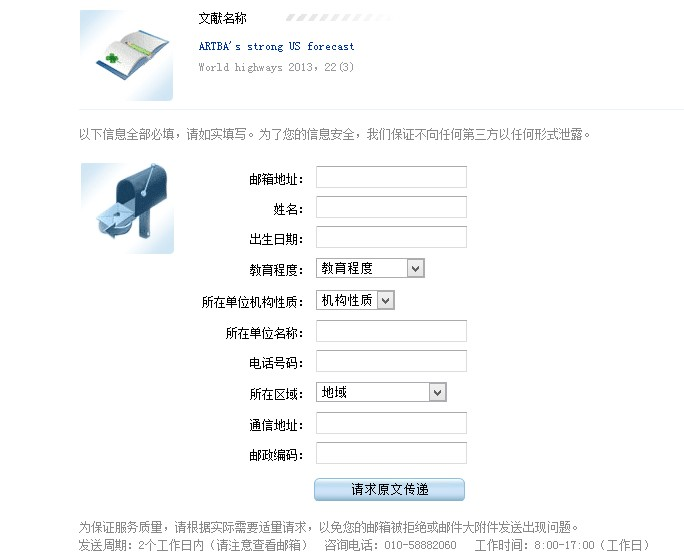 文献名称
ARTBA's strong US forecast
World highways 2013, 22(3)
以下信息全部必填，请如实填写。为了您的信息安全，我们保证不向任何第三方以任何形式泄露。
邮箱地址：
姓名：
出生日期：
教育程度： 教育程度
所在单位机构性质： 机构性质
所在单位名称：
电话号码：
所在区域： 地域
通信地址：
邮政编码：
请求原文传递
为保证服务质量，请根据实际需要适量请求，以免您的邮箱被拒绝或邮件大附件发送出现问题。
发送周期：2个工作日内（请注意查看邮箱） 咨询电话：010-58882060 工作时间：8:00-17:00（工作日）